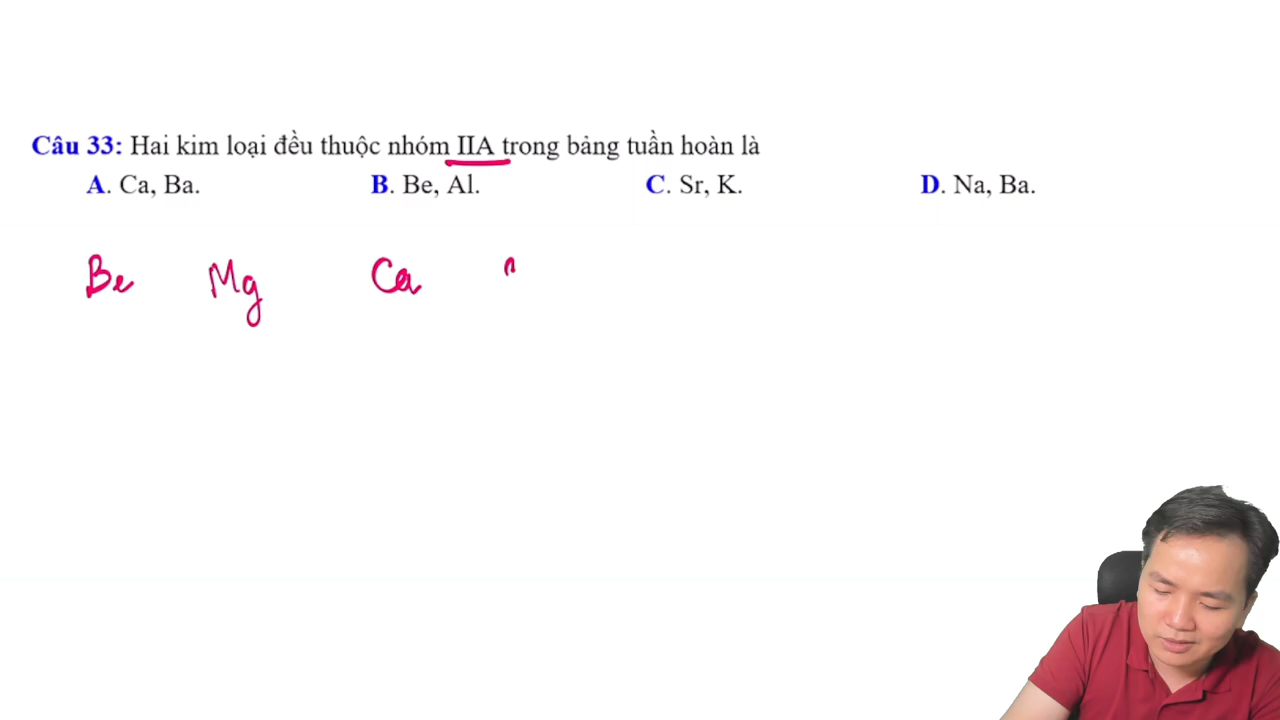 Câu 33: Hai kim loại đều thuộc nhóm IIA trong bảng tuần hoàn là
A. Ca, Ba. B. Be, Al. C. Sr, K. D. Na, Ba.
Be Mg Ca